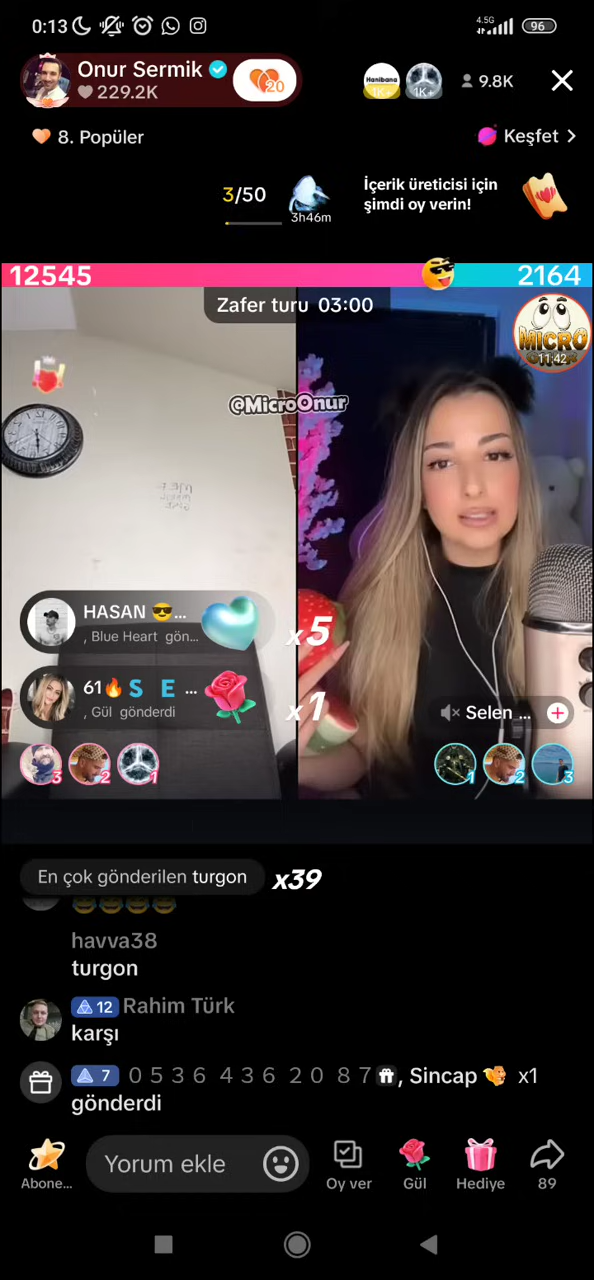 0:13
4.5G
96
Onur Sermik
20
229.2K
Hanibana
1K+
1K+
9.8K
8. Popüler
Keşfet
3/50
3h46m
İçerik üreticisi için
şimdi oy verin!
12545
2164
Zafer turu 03:00
MICRO
ONUR
11:42
@MicroOnur
HASAN 😎...
, Blue Heart gön...
x5
61🔥 S E ...
, Gül gönderdi
x1
Selen ...
3
2
1
1
2
3
En çok gönderilen turgon
x39
😂😂😂😂
havva38
turgon
12 Rahim Türk
karşı
7 0 5 3 6 4 3 6 2 0 8 7, Sincap x1
gönderdi
Yorum ekle
Abone...
Oy ver
Gül
Hediye
89